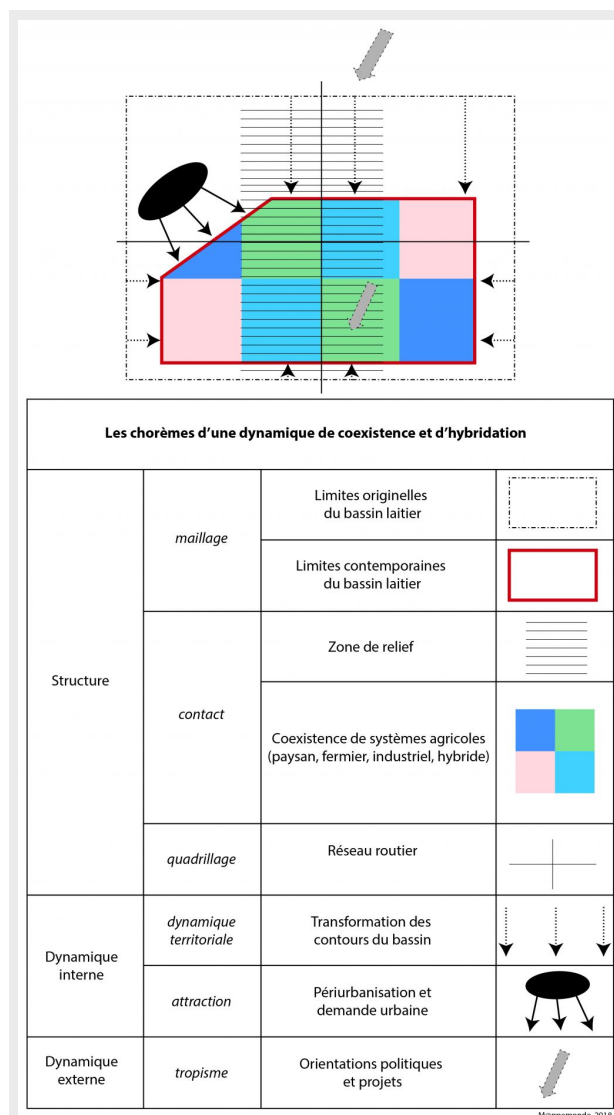 Les chorèmes d'une dynamique de coexistence et d'hybridation
Structure
maillage
Limites originelles
du bassin laitier
Limites contemporaines
du bassin laitier
contact
Zone de relief
Coexistence de systèmes agricoles
(paysan, fermier, industriel, hybride)
quadrillage
Réseau routier
Dynamique
interne
dynamique
territoriale
Transformation des
contours du bassin
attraction
Périurbanisation et
demande urbaine
Dynamique
externe
tropisme
Orientations politiques
et projets